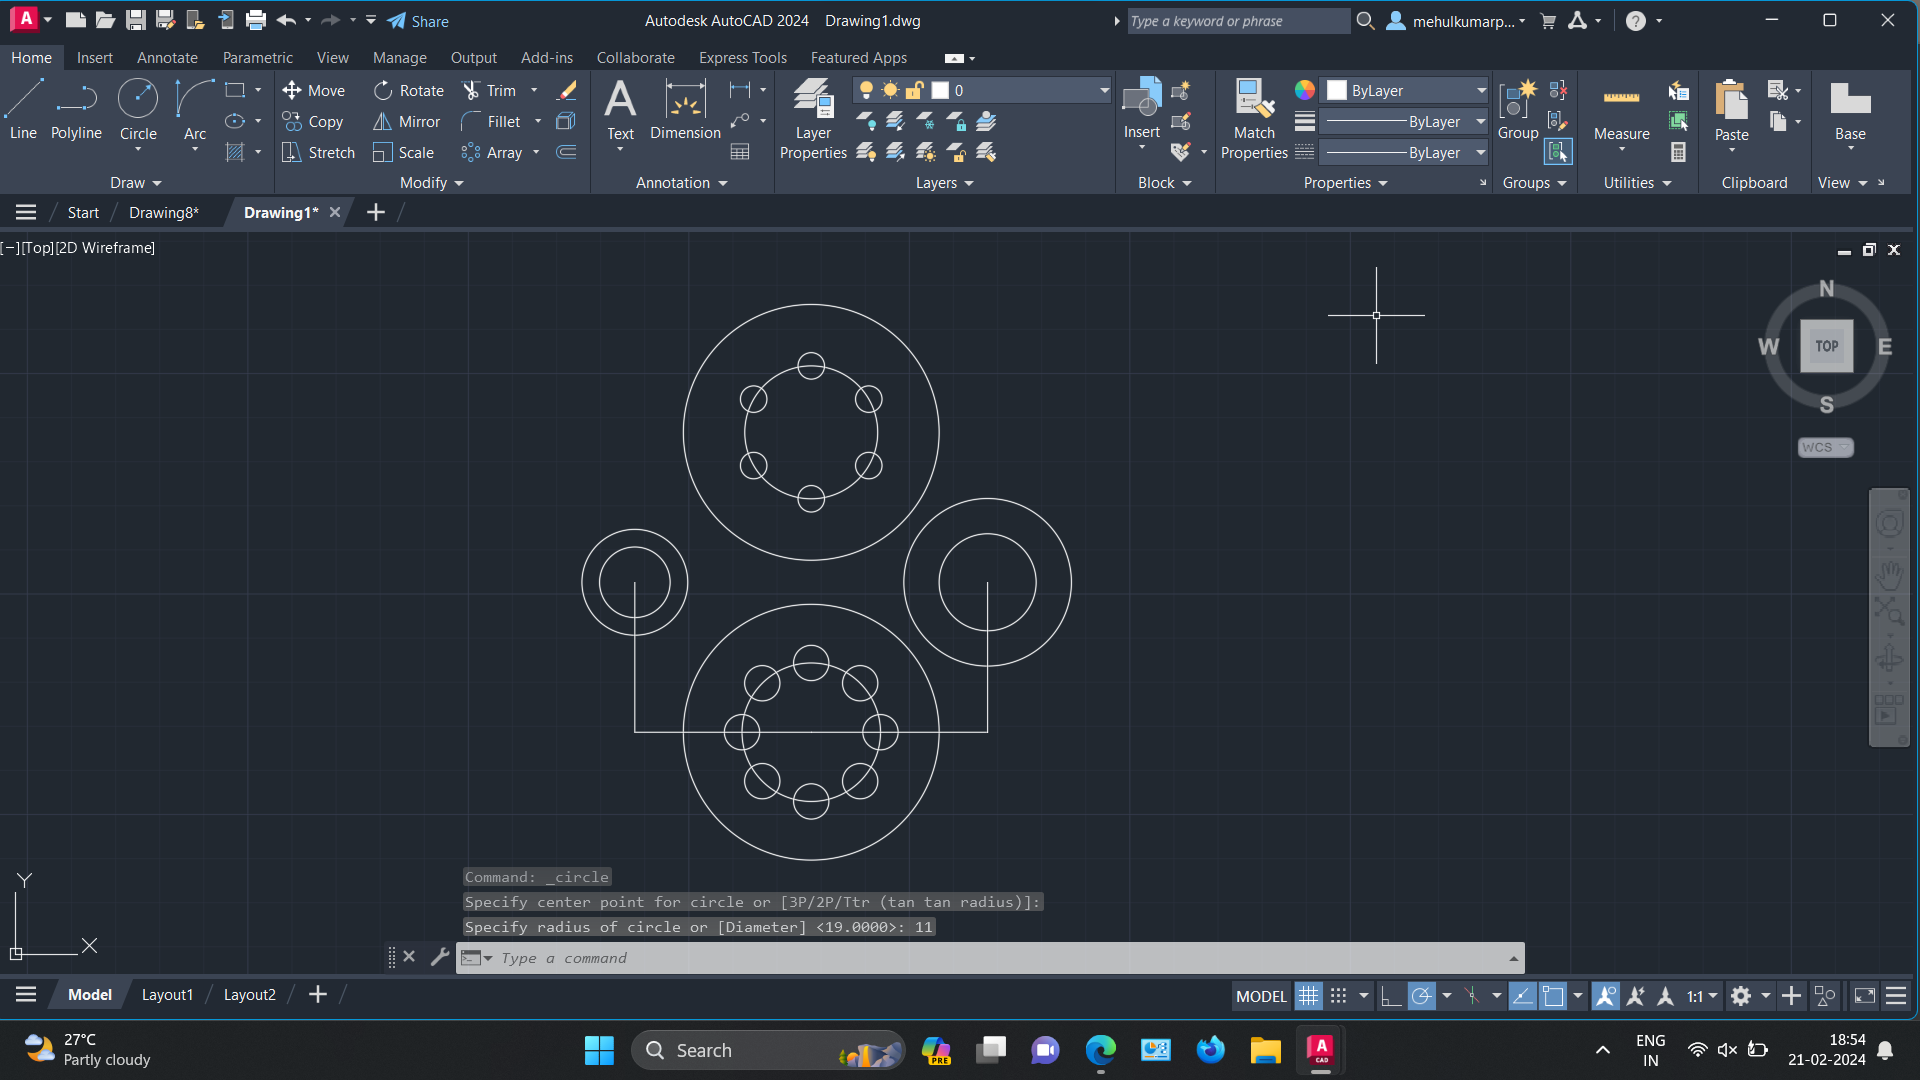 A
Share
Autodesk AutoCAD 2024 Drawing1.dwg
Type a keyword or phrase
mehulkumarp...
?
Home Insert Annotate Parametric View Manage Output Add-ins Collaborate Express Tools Featured Apps
Line Polyline Circle Arc
Draw
Move Rotate Trim
Copy Mirror Fillet
Stretch Scale Array
Modify
A
Text Dimension
Annotation
Layer Properties
0
Layers
Insert
Block
Match Properties
ByLayer
ByLayer
ByLayer
Properties
Group
Groups
Measure
Utilities
Paste
Clipboard
Base
View
Start Drawing8* Drawing1*
[−][Top][2D Wireframe]
N
W TOP E
S
WCS
Y
X
Command: _circle
Specify center point for circle or [3P/2P/Ttr (tan tan radius)]:
Specify radius of circle or [Diameter] <19.0000>: 11
Type a command
Model Layout1 Layout2
MODEL
1:1
27°C
Partly cloudy
Search
PRE
A
CAD
ENG
IN
18:54
21-02-2024